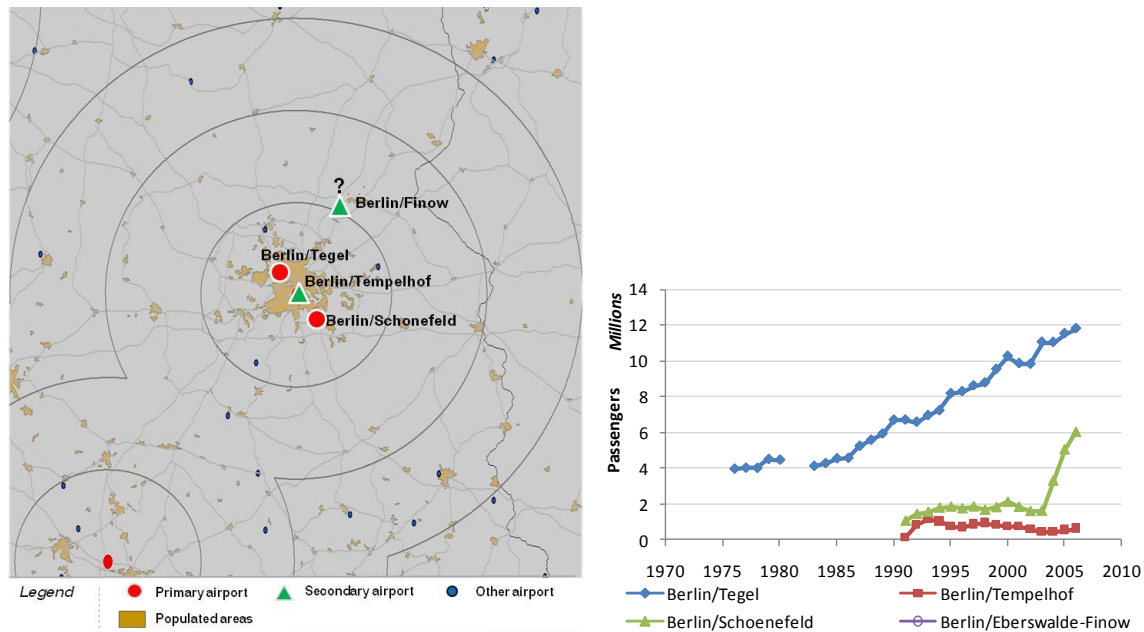 ?
Berlin/Finow
Berlin/Tegel
Berlin/Tempelhof
Berlin/Schonefeld
Legend
Primary airport
Secondary airport
Other airport
Populated areas
Millions
Passengers
14
12
10
8
6
4
2
0
1970 1975 1980 1985 1990 1995 2000 2005 2010
Berlin/Tegel
Berlin/Tempelhof
Berlin/Schoenefeld
Berlin/Eberswalde-Finow